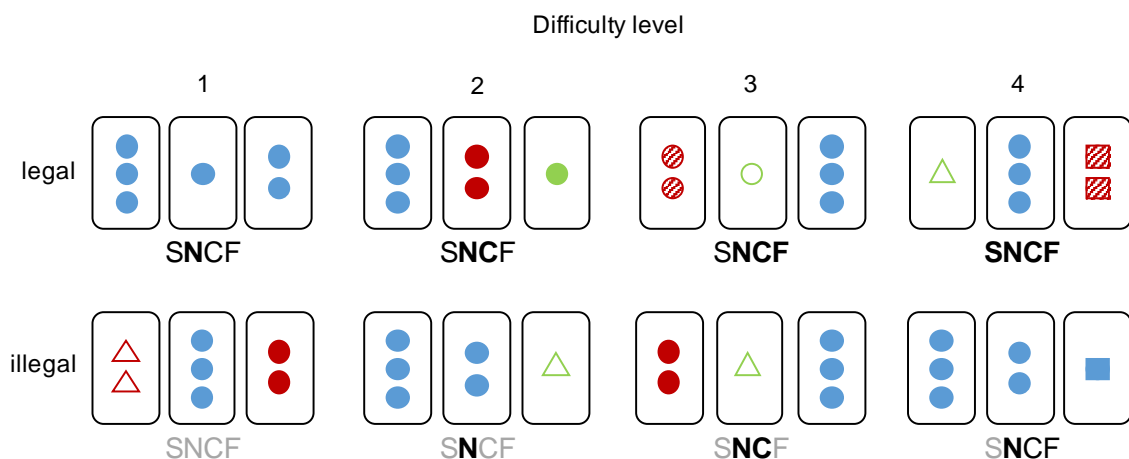 Difficulty level
1 2 3 4
legal
SNCF SNCF SNCF SNCF
illegal
SNCF SNCF SNCF SNCF